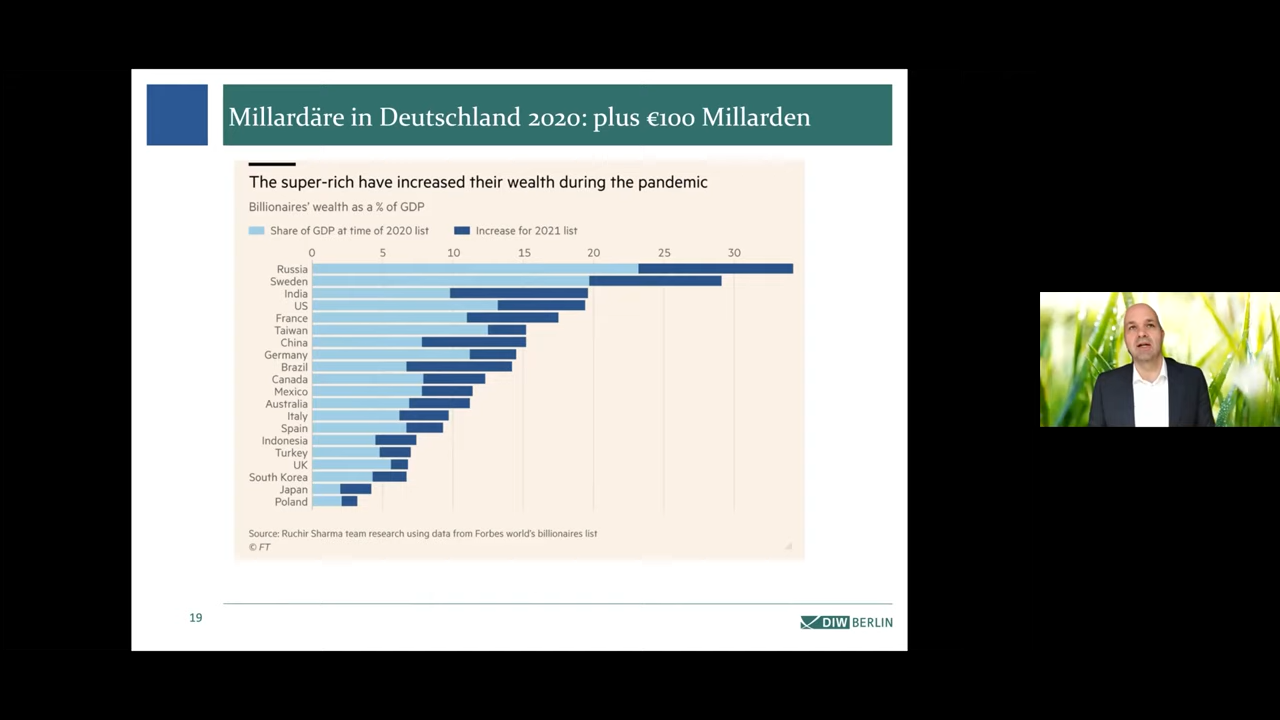 Millardäre in Deutschland 2020: plus €100 Millarden
The super-rich have increased their wealth during the pandemic
Billionaires' wealth as a % of GDP
Share of GDP at time of 2020 list Increase for 2021 list
0 5 10 15 20 25 30
Russia
Sweden
India
US
France
Taiwan
China
Germany
Brazil
Canada
Mexico
Australia
Italy
Spain
Indonesia
Turkey
UK
South Korea
Japan
Poland
Source: Ruchir Sharma team research using data from Forbes world's billionaires list
© FT
19
DIW BERLIN